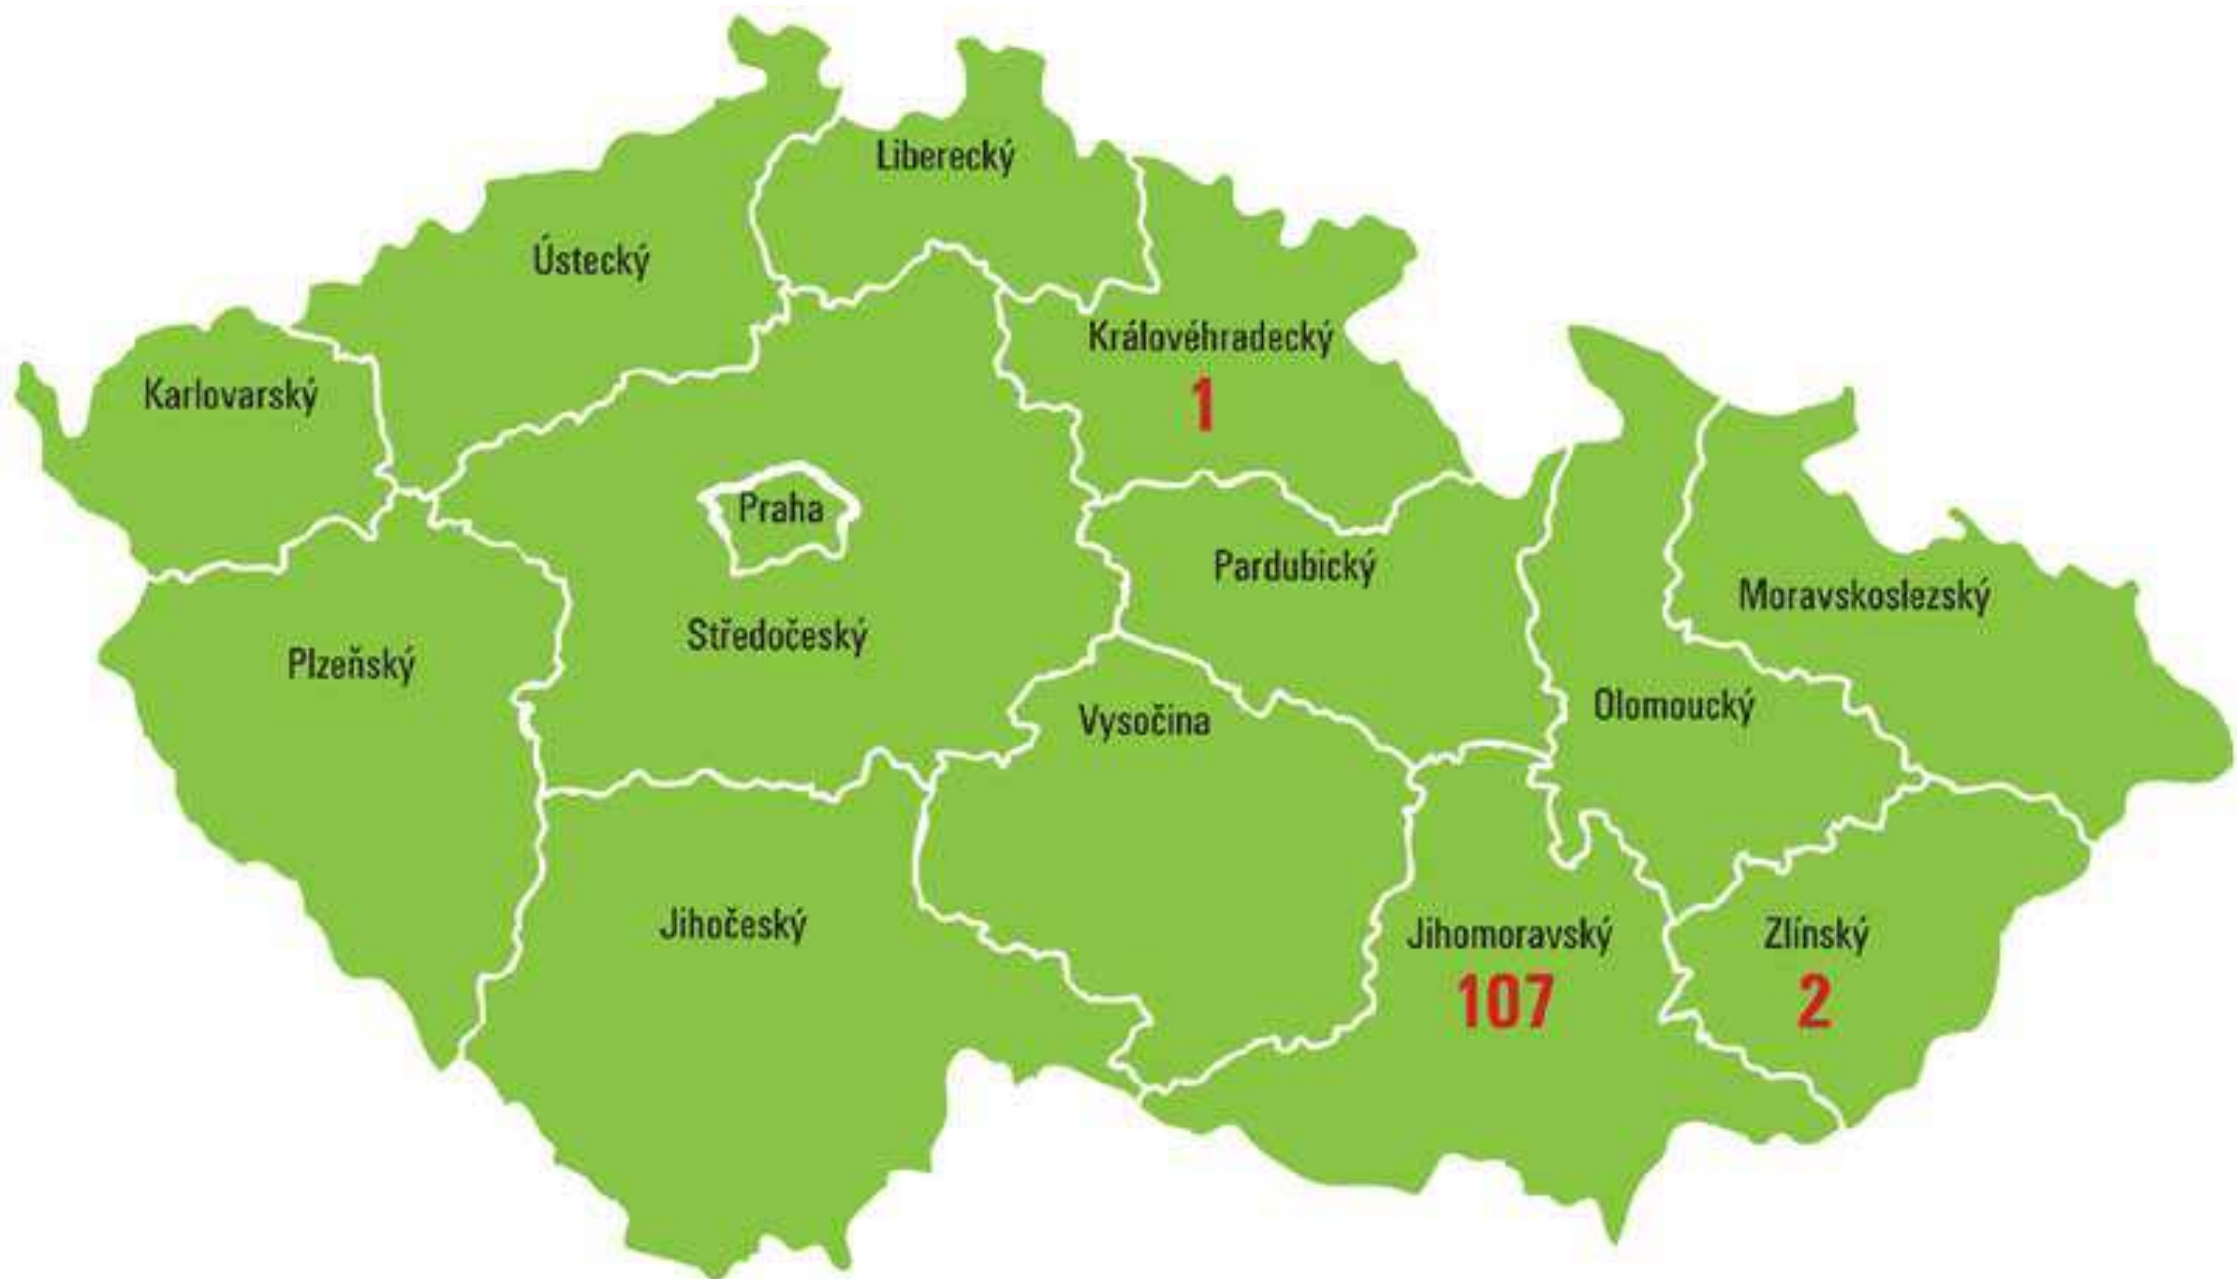 Liberecký
Ústecký
Královéhradecký
1
Karlovarský
Praha
Pardubický
Moravskoslezský
Středočeský
Plzeňský
Olomoucký
Vysočina
Jihočeský
Jihomoravský
107
Zlínský
2